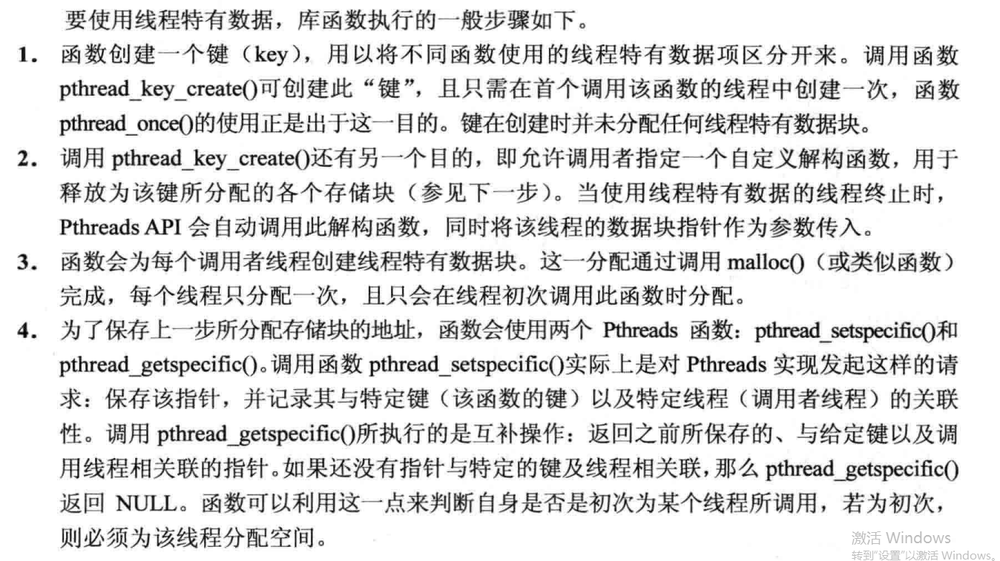 要使用线程特有数据，库函数执行的一般步骤如下。
1. 函数创建一个键（key），用以将不同函数使用的线程特有数据项区分开来。调用函数
pthread_key_create()可创建此“键”，且只需在首个调用该函数的线程中创建一次，函数
pthread_once()的使用正是出于这一目的。键在创建时并未分配任何线程特有数据块。
2. 调用 pthread_key_create()还有另一个目的，即允许调用者指定一个自定义解构函数，用于
释放为该键所分配的各个存储块（参见下一步）。当使用线程特有数据的线程终止时，
Pthreads API 会自动调用此解构函数，同时将该线程的数据块指针作为参数传入。
3. 函数会为每个调用者线程创建线程特有数据块。这一分配通过调用 malloc()（或类似函数）
完成，每个线程只分配一次，且只会在线程初次调用此函数时分配。
4. 为了保存上一步所分配存储块的地址，函数会使用两个 Pthreads 函数：pthread_setspecific()和
pthread_getspecific()。调用函数 pthread_setspecific()实际上是对 Pthreads 实现发起这样的请
求：保存该指针，并记录其与特定键（该函数的键）以及特定线程（调用者线程）的关联
性。调用 pthread_getspecific()所执行的是互补操作：返回之前所保存的、与给定键以及调
用线程相关联的指针。如果还没有指针与特定的键及线程相关联，那么 pthread_getspecific()
返回 NULL。函数可以利用这一点来判断自身是否是初次为某个线程所调用，若为初次，
则必须为该线程分配空间。
激活 Windows
转到“设置”以激活 Windows。